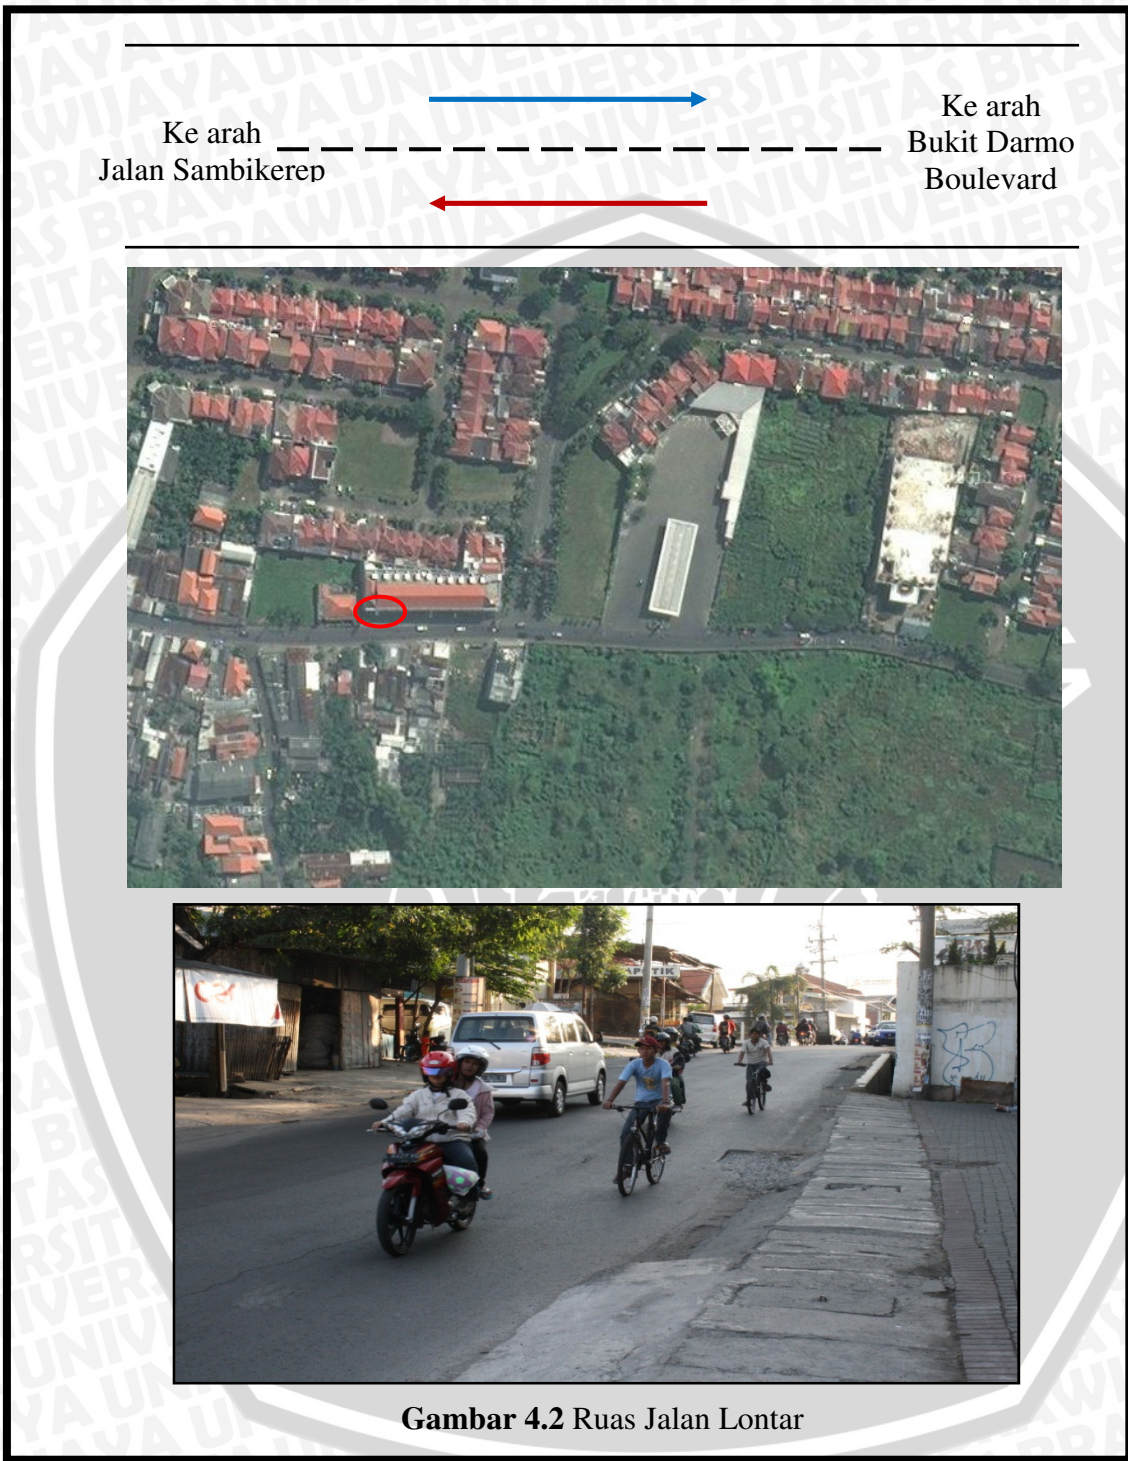 Ke arah
Jalan Sambikerep
Ke arah
Bukit Darmo
Boulevard
APOTIK
Gambar 4.2 Ruas Jalan Lontar